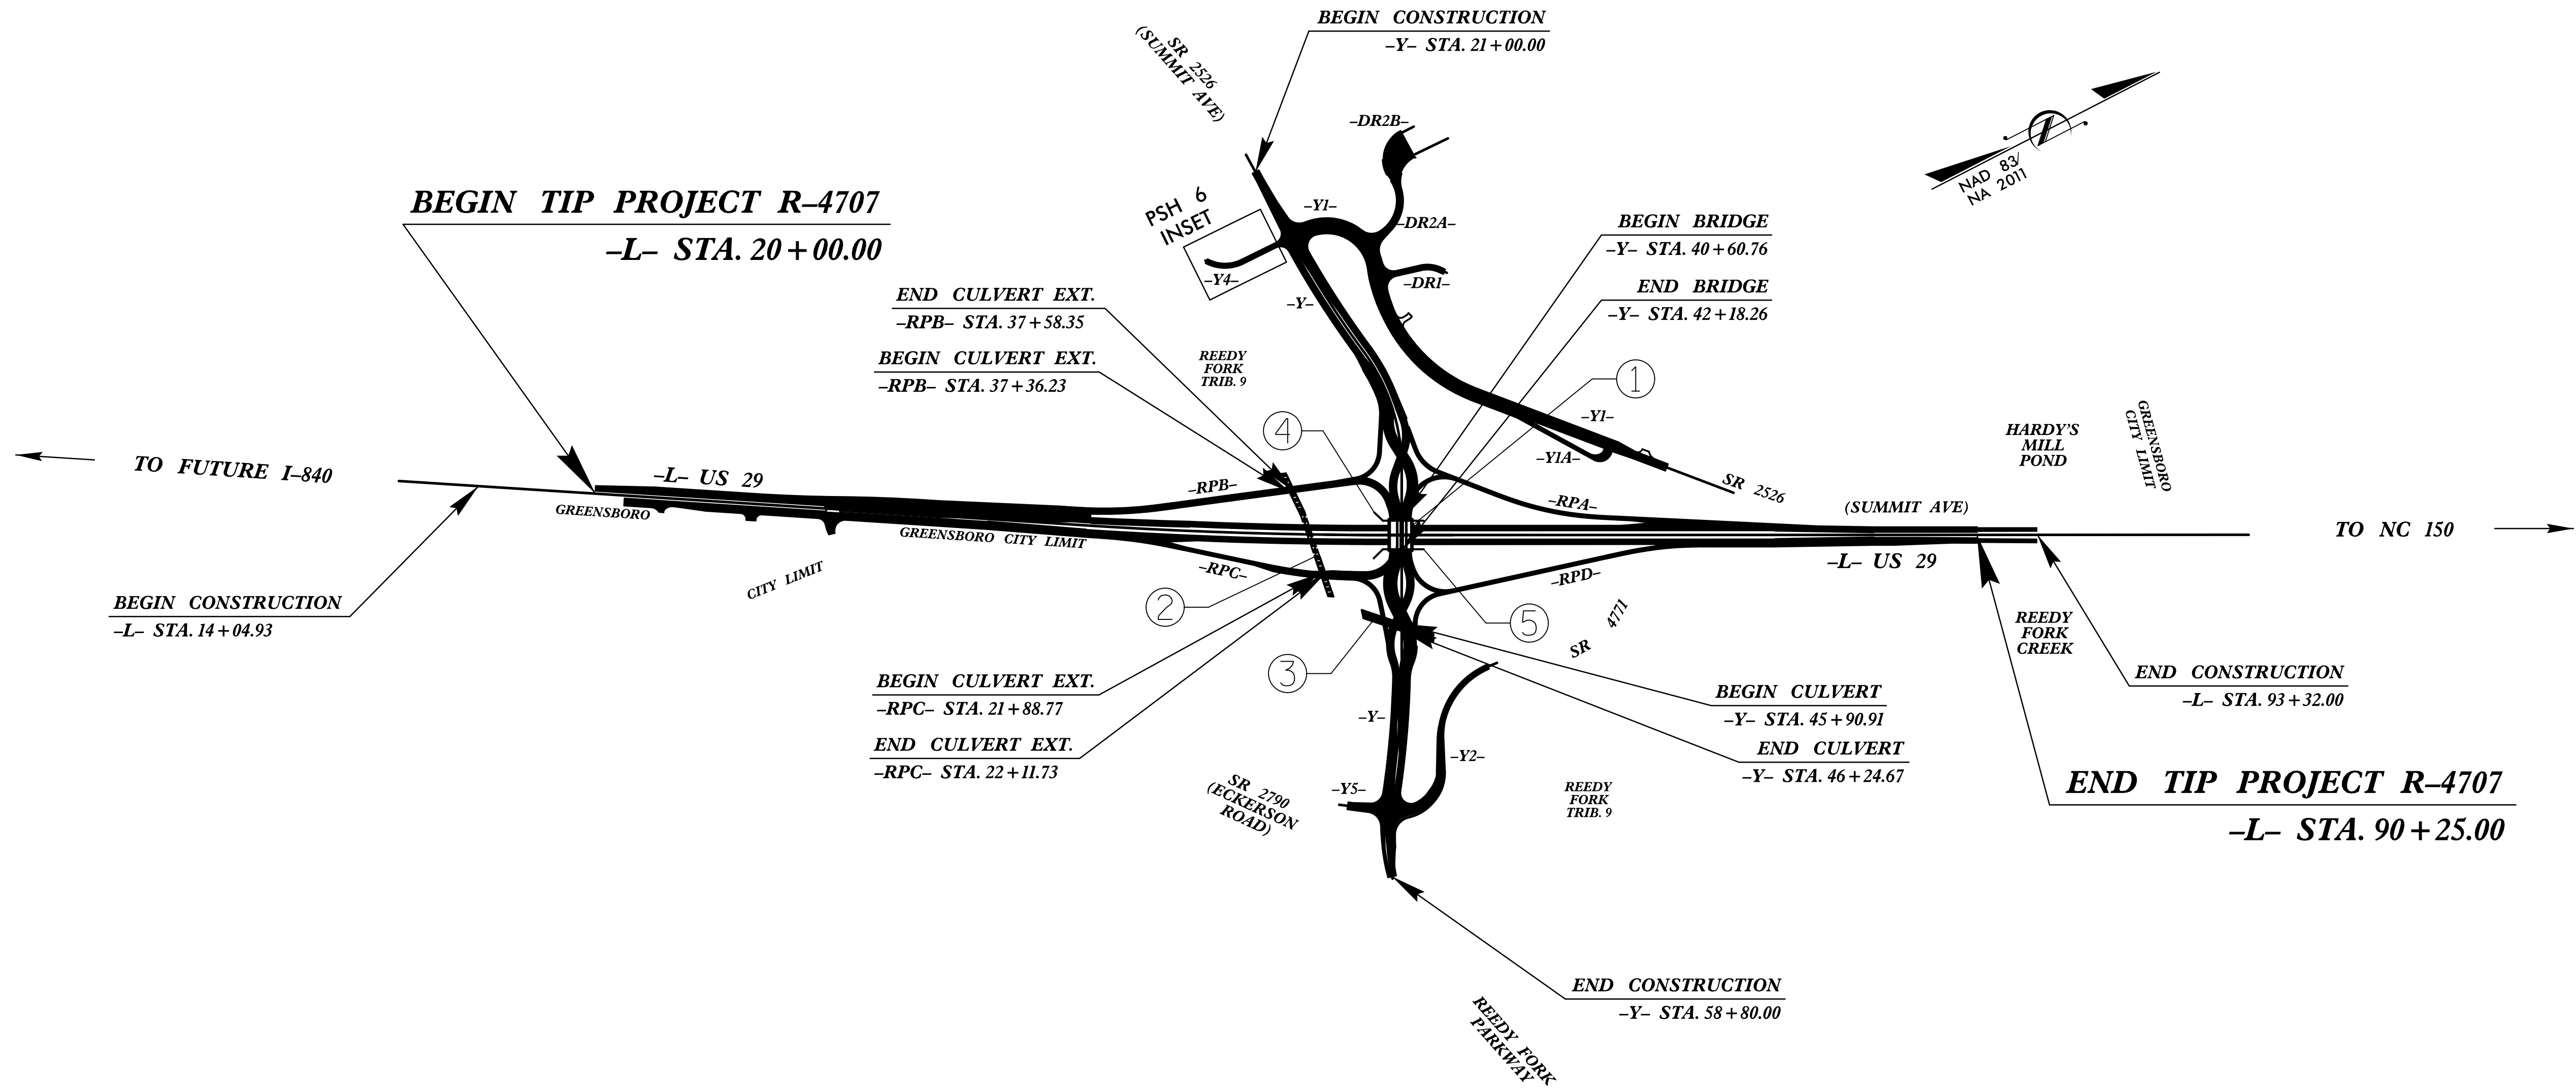 BEGIN CONSTRUCTION
–Y– STA. 21+00.00
SR 2526
(SUMMIT AVE)
–DR2B–
NAD 83/
NA 2011
BEGIN TIP PROJECT R–4707
–L– STA. 20+00.00
PSH 6
INSET
–Y1–
–DR2A–
–Y4–
–Y–
–DR1–
BEGIN BRIDGE
–Y– STA. 40+60.76
END BRIDGE
–Y– STA. 42+18.26
END CULVERT EXT.
–RPB– STA. 37+58.35
BEGIN CULVERT EXT.
–RPB– STA. 37+36.23
REEDY
FORK
TRIB. 9
1
4
–Y1–
–Y1A–
SR 2526
(SUMMIT AVE)
HARDY'S
MILL
POND
GREENSBORO
CITY LIMIT
TO FUTURE I–840
–L– US 29
–RPB–
–RPA–
GREENSBORO
GREENSBORO CITY LIMIT
CITY LIMIT
TO NC 150
–L– US 29
–RPC–
–RPD–
2
3
5
SR 4771
BEGIN CONSTRUCTION
–L– STA. 14+04.93
REEDY
FORK
CREEK
END CONSTRUCTION
–L– STA. 93+32.00
BEGIN CULVERT EXT.
–RPC– STA. 21+88.77
END CULVERT EXT.
–RPC– STA. 22+11.73
BEGIN CULVERT
–Y– STA. 45+90.91
END CULVERT
–Y– STA. 46+24.67
–Y–
–Y2–
–Y5–
SR 2790
(ECKERSON
ROAD)
REEDY
FORK
TRIB. 9
END TIP PROJECT R–4707
–L– STA. 90+25.00
END CONSTRUCTION
–Y– STA. 58+80.00
REEDY FORK
PARKWAY